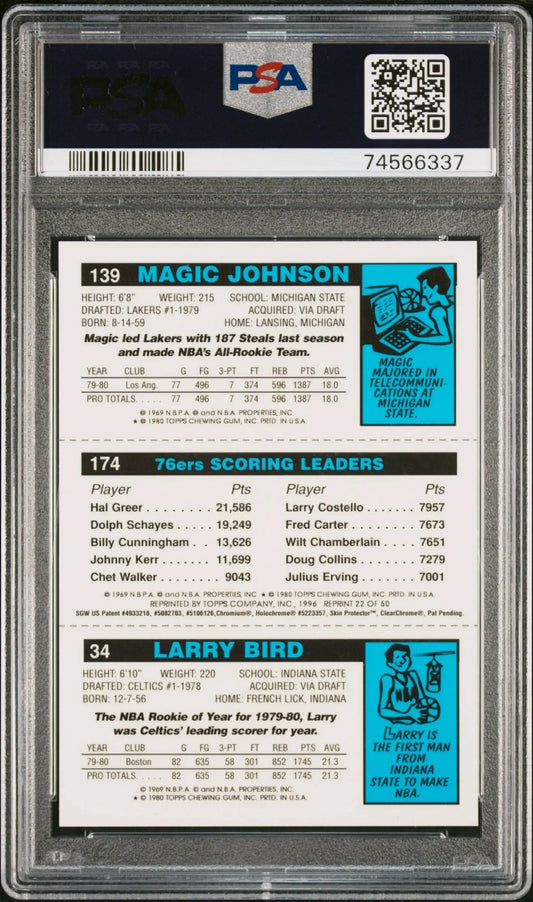 PSA PSA PSA
PSA
PSA PSA PSA
PSA
74566337
139 MAGIC JOHNSON
HEIGHT: 6'8" WEIGHT: 215 SCHOOL: MICHIGAN STATE
DRAFTED: LAKERS #1-1979 ACQUIRED: VIA DRAFT
BORN: 8-14-59 HOME: LANSING, MICHIGAN
Magic led Lakers with 187 Steals last season
and made NBA's All-Rookie Team.
YEAR CLUB G FG 3-PT FT REB PTS AVG
79-80 Los Ang. 77 496 7 374 596 1387 18.0
PRO TOTALS. . . . . 77 496 7 374 596 1387 18.0
© 1969 N.B.P.A. © and N.B.A. PROPERTIES, INC.
★ © 1980 TOPPS CHEWING GUM, INC. PRTD. IN U.S.A.
MAGIC
MAJORED IN
TELECOMMUNI-
CATIONS AT
MICHIGAN
STATE.
174 76ers SCORING LEADERS
Player Pts Player Pts
Hal Greer . . . . . . . . 21,586 Larry Costello . . . . . . 7957
Dolph Schayes . . . . . 19,249 Fred Carter . . . . . . . . 7673
Billy Cunningham . . 13,626 Wilt Chamberlain . . . 7651
Johnny Kerr . . . . . . 11,699 Doug Collins . . . . . . . 7279
Chet Walker . . . . . . . 9043 Julius Erving . . . . . . . 7001
© 1969 N.B.P.A. © and N.B.A. PROPERTIES, INC ★ © 1980 TOPPS CHEWING GUM, INC. PRTD. IN U.S.A.
REPRINTED BY TOPPS COMPANY, INC., 1996 REPRINT 22 OF 50
SGW US Patent #4933218, #5082703, #5106126, Chromium®, Holochrome® #5223357, Skin Protector™, ClearChrome®, Pat Pending.
34 LARRY BIRD
HEIGHT: 6'10" WEIGHT: 220 SCHOOL: INDIANA STATE
DRAFTED: CELTICS #1-1978 ACQUIRED: VIA DRAFT
BORN: 12-7-56 HOME: FRENCH LICK, INDIANA
The NBA Rookie of Year for 1979-80, Larry
was Celtics' leading scorer for year.
YEAR CLUB G FG 3-PT FT REB PTS AVG
79-80 Boston 82 635 58 301 852 1745 21.3
PRO TOTALS. . . . . 82 635 58 301 852 1745 21.3
© 1969 N.B.P.A. © and N.B.A. PROPERTIES, INC.
★ © 1980 TOPPS CHEWING GUM, INC. PRTD. IN U.S.A.
NBA
LARRY IS
THE FIRST MAN
FROM
INDIANA
STATE TO MAKE
NBA.
PSA